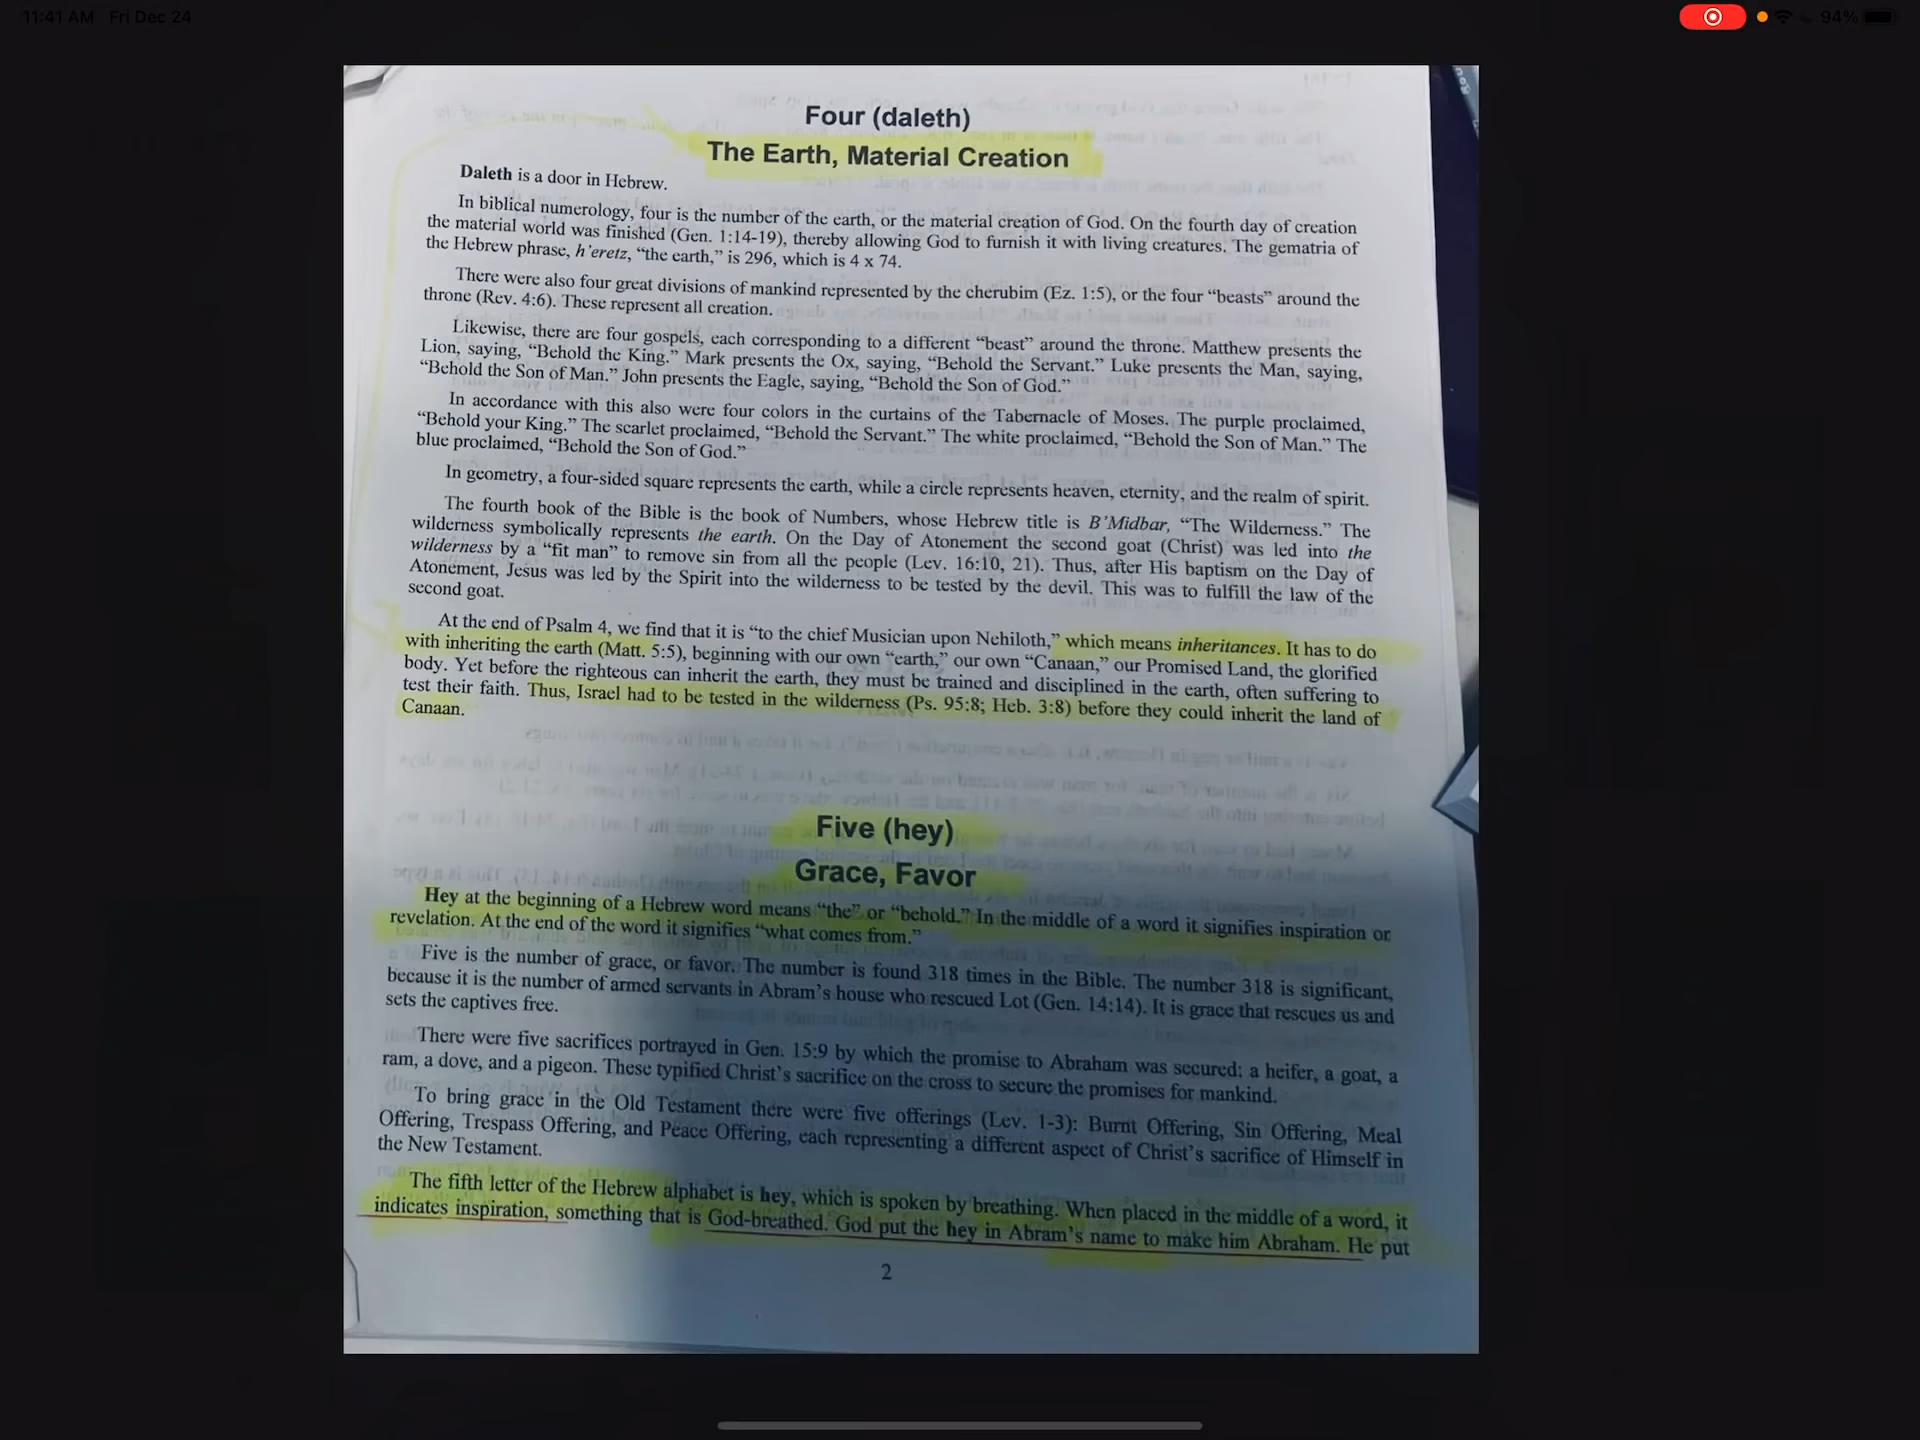 11:41 AM Fri Dec 24
94%
Four (daleth)
The Earth, Material Creation
Daleth is a door in Hebrew.
In biblical numerology, four is the number of the earth, or the material creation of God. On the fourth day of creation
the material world was finished (Gen. 1:14-19), thereby allowing God to furnish it with living creatures. The gematria of
the Hebrew phrase, h'eretz, “the earth,” is 296, which is 4 x 74.
There were also four great divisions of mankind represented by the cherubim (Ez. 1:5), or the four “beasts” around the
throne (Rev. 4:6). These represent all creation.
Likewise, there are four gospels, each corresponding to a different “beast” around the throne. Matthew presents the
Lion, saying, “Behold the King.” Mark presents the Ox, saying, “Behold the Servant.” Luke presents the Man, saying,
“Behold the Son of Man.” John presents the Eagle, saying, “Behold the Son of God.”
In accordance with this also were four colors in the curtains of the Tabernacle of Moses. The purple proclaimed,
“Behold your King.” The scarlet proclaimed, “Behold the Servant.” The white proclaimed, “Behold the Son of Man.” The
blue proclaimed, “Behold the Son of God.”
In geometry, a four-sided square represents the earth, while a circle represents heaven, eternity, and the realm of spirit.
The fourth book of the Bible is the book of Numbers, whose Hebrew title is B'Midbar, “The Wilderness.” The
wilderness symbolically represents the earth. On the Day of Atonement the second goat (Christ) was led into the
wilderness by a “fit man” to remove sin from all the people (Lev. 16:10, 21). Thus, after His baptism on the Day of
Atonement, Jesus was led by the Spirit into the wilderness to be tested by the devil. This was to fulfill the law of the
second goat.
At the end of Psalm 4, we find that it is “to the chief Musician upon Nehiloth,” which means inheritances. It has to do
with inheriting the earth (Matt. 5:5), beginning with our own “earth,” our own “Canaan,” our Promised Land, the glorified
body. Yet before the righteous can inherit the earth, they must be trained and disciplined in the earth, often suffering to
test their faith. Thus, Israel had to be tested in the wilderness (Ps. 95:8; Heb. 3:8) before they could inherit the land of
Canaan.
Five (hey)
Grace, Favor
Hey at the beginning of a Hebrew word means “the” or “behold.” In the middle of a word it signifies inspiration or
revelation. At the end of the word it signifies “what comes from.”
Five is the number of grace, or favor. The number is found 318 times in the Bible. The number 318 is significant,
because it is the number of armed servants in Abram's house who rescued Lot (Gen. 14:14). It is grace that rescues us and
sets the captives free.
There were five sacrifices portrayed in Gen. 15:9 by which the promise to Abraham was secured: a heifer, a goat, a
ram, a dove, and a pigeon. These typified Christ's sacrifice on the cross to secure the promises for mankind.
To bring grace in the Old Testament there were five offerings (Lev. 1-3): Burnt Offering, Sin Offering, Meal
Offering, Trespass Offering, and Peace Offering, each representing a different aspect of Christ's sacrifice of Himself in
the New Testament.
The fifth letter of the Hebrew alphabet is hey, which is spoken by breathing. When placed in the middle of a word, it
indicates inspiration, something that is God-breathed. God put the hey in Abram's name to make him Abraham. He put
2